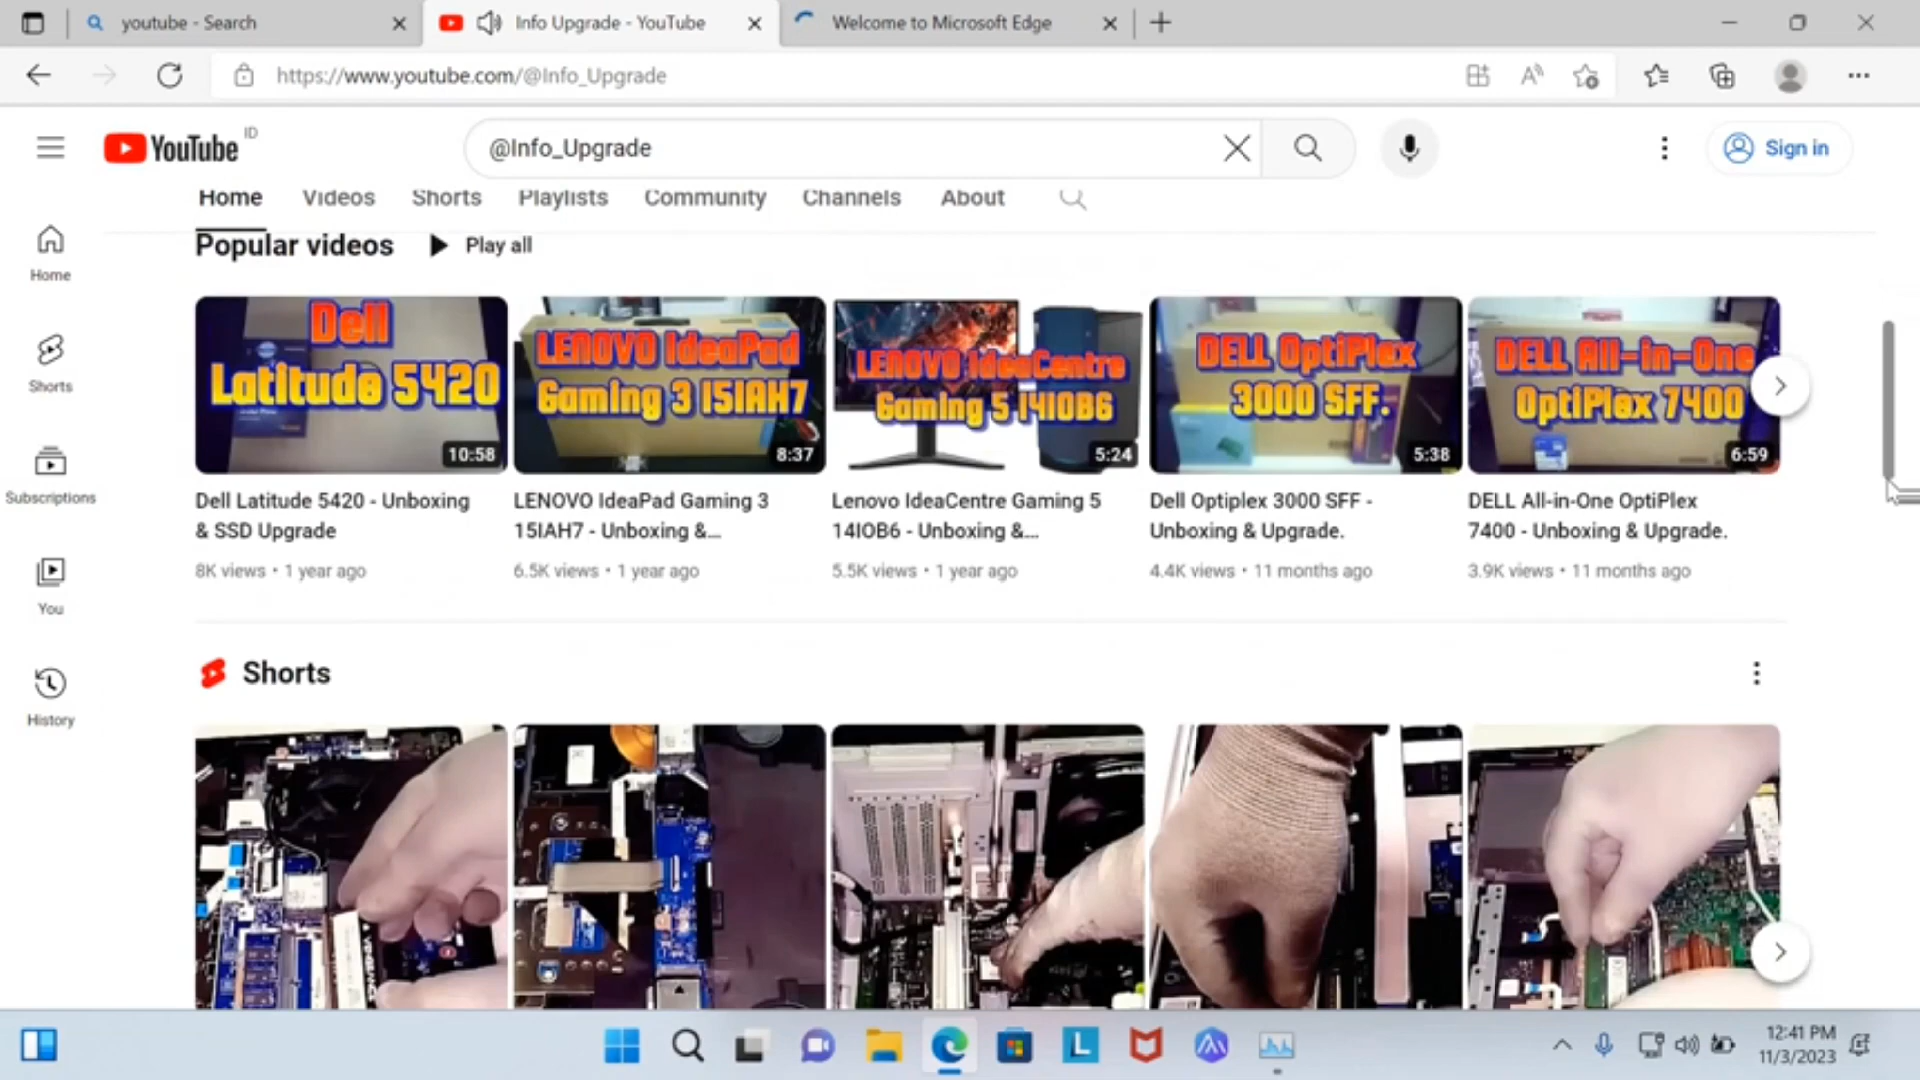 youtube - Search
Info Upgrade - YouTube
Welcome to Microsoft Edge
https://www.youtube.com/@Info_Upgrade
YouTube ID
@Info_Upgrade
Sign in
Home Videos Shorts Playlists Community Channels About
Home
Shorts
Subscriptions
You
History
Popular videos Play all
Dell
Latitude 5420
10:58
LENOVO IdeaPad
Gaming 3 15IAH7
8:37
LENOVO IdeaCentre
Gaming 5 14IOB6
5:24
DELL OptiPlex
3000 SFF.
5:38
DELL All-in-One
OptiPlex 7400
6:59
Dell Latitude 5420 - Unboxing
& SSD Upgrade
8K views • 1 year ago
LENOVO IdeaPad Gaming 3
15IAH7 - Unboxing &...
6.5K views • 1 year ago
Lenovo IdeaCentre Gaming 5
14IOB6 - Unboxing &...
5.5K views • 1 year ago
Dell Optiplex 3000 SFF -
Unboxing & Upgrade.
4.4K views • 11 months ago
DELL All-in-One OptiPlex
7400 - Unboxing & Upgrade.
3.9K views • 11 months ago
Shorts
L
12:41 PM
11/3/2023